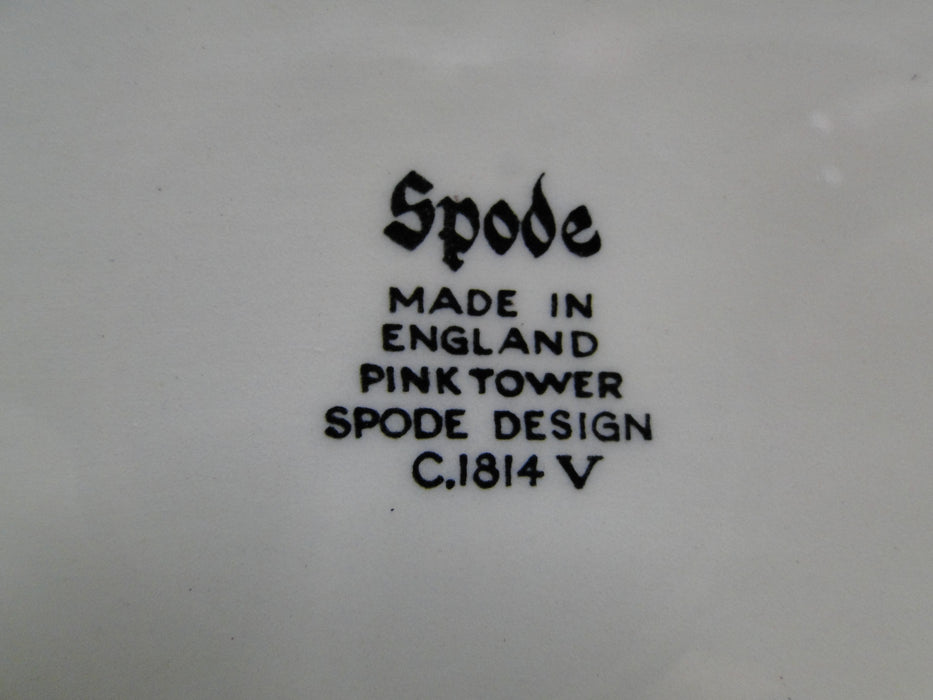 Spode
MADE IN
ENGLAND
PINK TOWER
SPODE DESIGN
C.1814 V